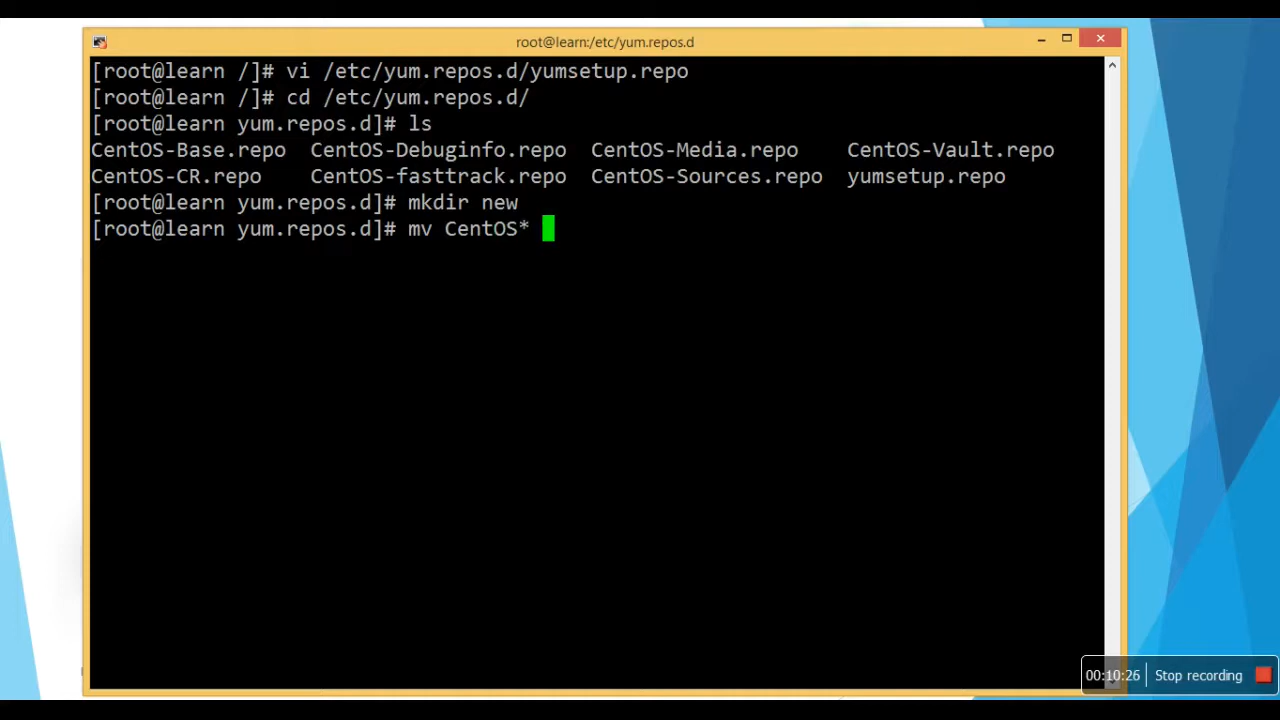 root@learn:/etc/yum.repos.d
[root@learn /]# vi /etc/yum.repos.d/yumsetup.repo
[root@learn /]# cd /etc/yum.repos.d/
[root@learn yum.repos.d]# ls
CentOS-Base.repo  CentOS-Debuginfo.repo  CentOS-Media.repo    CentOS-Vault.repo
CentOS-CR.repo    CentOS-fasttrack.repo  CentOS-Sources.repo  yumsetup.repo
[root@learn yum.repos.d]# mkdir new
[root@learn yum.repos.d]# mv CentOS*
00:10:26 Stop recording